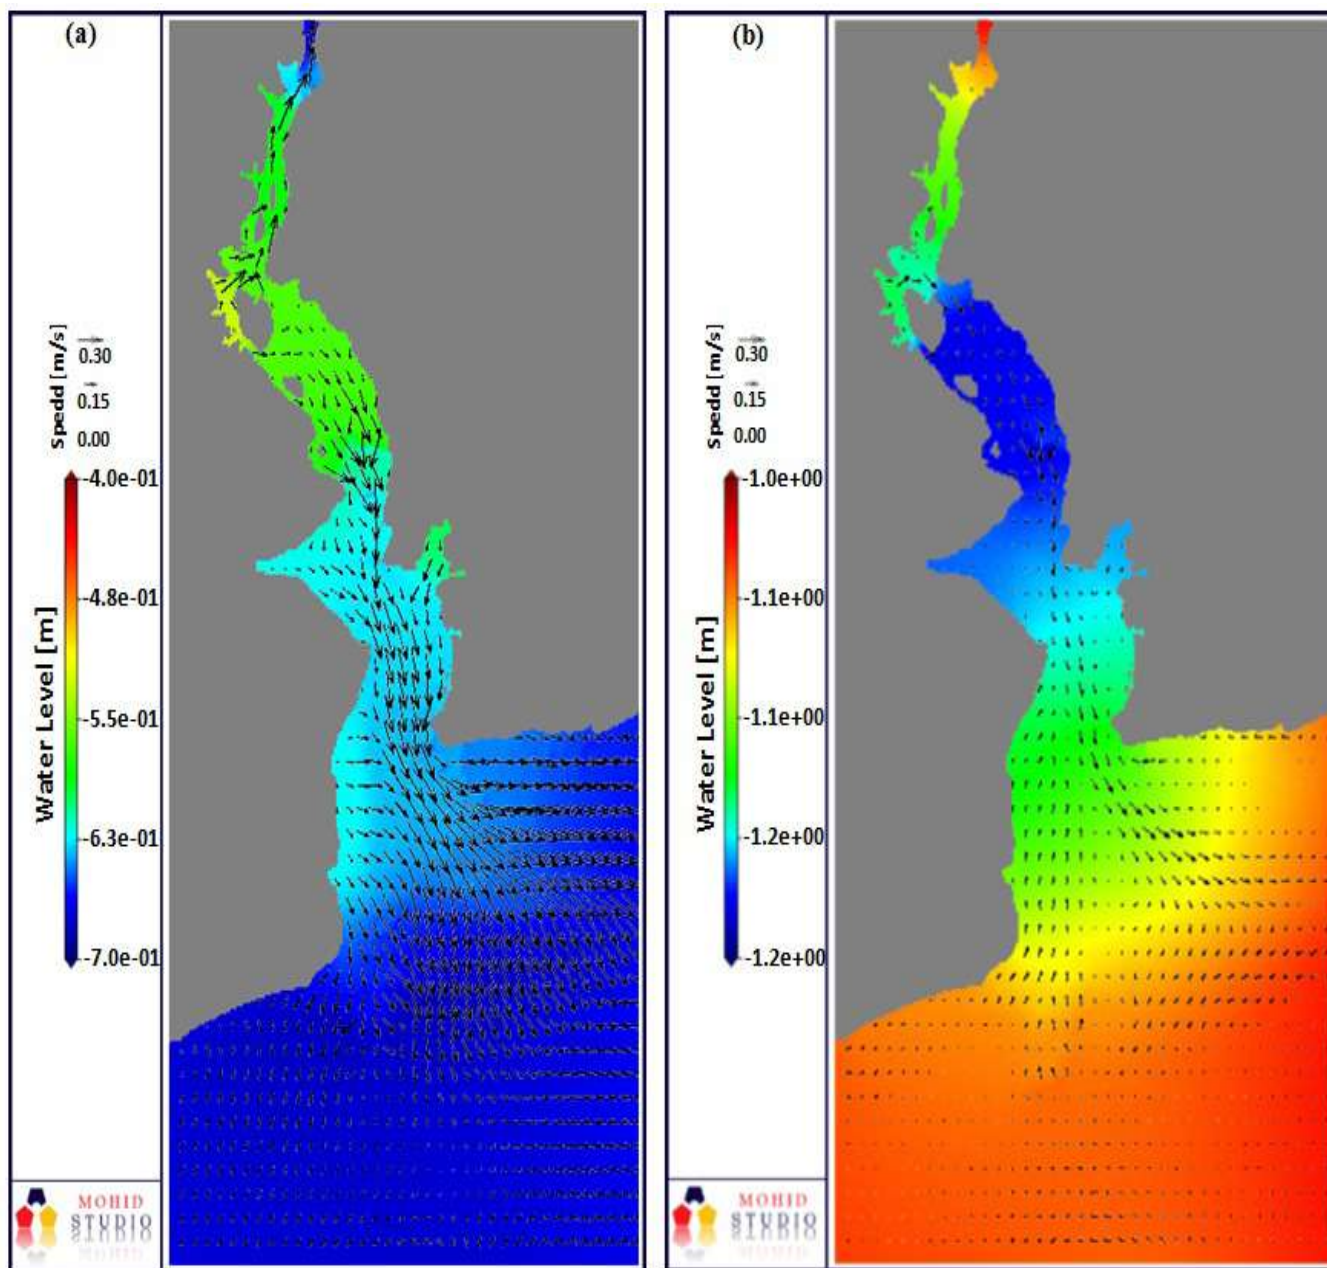 (a)
Spedd [m/s]
0.30
0.15
0.00
Water Level [m]
-4.0e-01
-4.8e-01
-5.5e-01
-6.3e-01
-7.0e-01
MOHID
STUDIO
(b)
Spedd [m/s]
0.30
0.15
0.00
Water Level [m]
-1.0e+00
-1.1e+00
-1.1e+00
-1.2e+00
-1.2e+00
MOHID
STUDIO